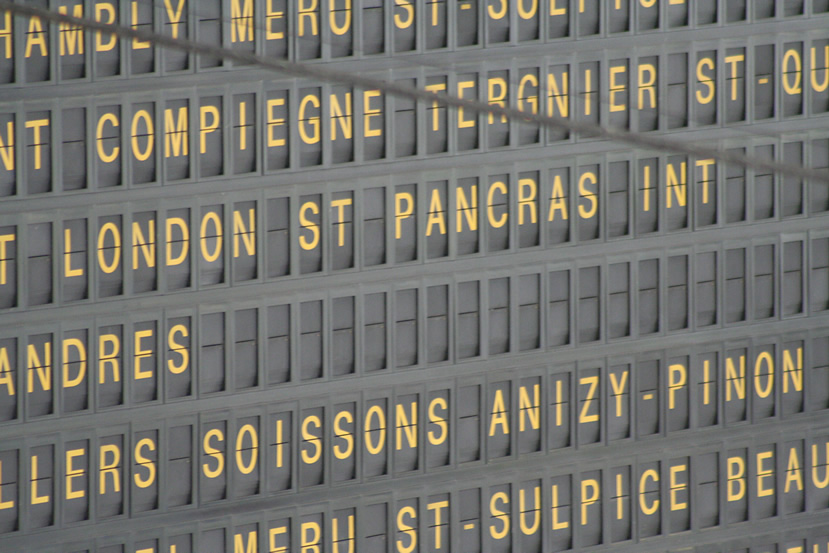 HAMBLY MERU ST-SULPICE
NT COMPIEGNE TERGNIER ST-QU
T LONDON ST PANCRAS INT
ANDRES
LLERS SOISSONS ANIZY-PINON
MERU ST-SULPICE BEAU